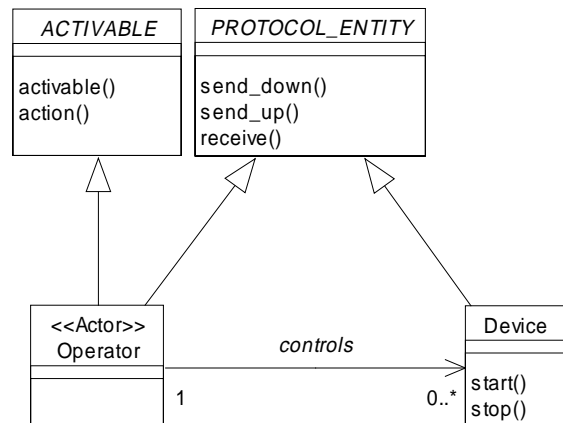 ACTIVABLE
activable()
action()
PROTOCOL_ENTITY
send_down()
send_up()
receive()
<<Actor>>
Operator
controls
1
0..*
Device
start()
stop()